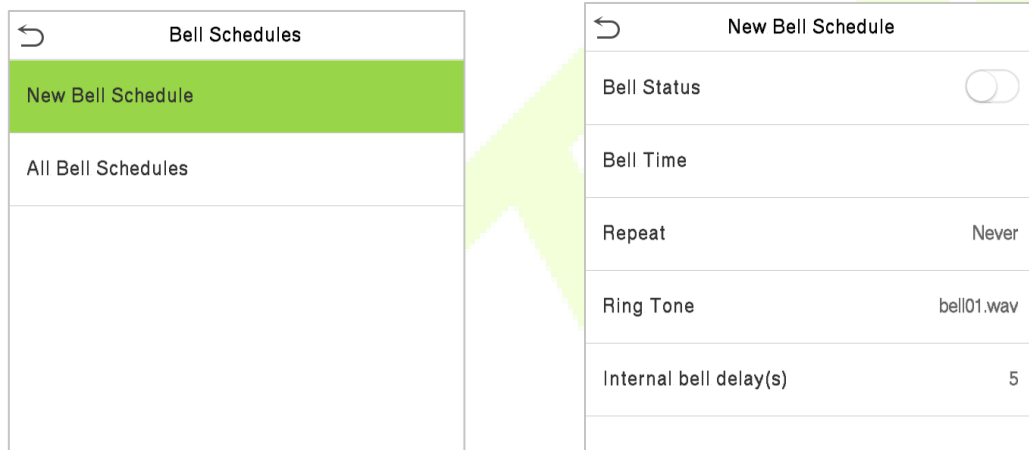 Bell Schedules
New Bell Schedule
All Bell Schedules
New Bell Schedule
Bell Status
Bell Time
Repeat Never
Ring Tone bell01.wav
Internal bell delay(s) 5